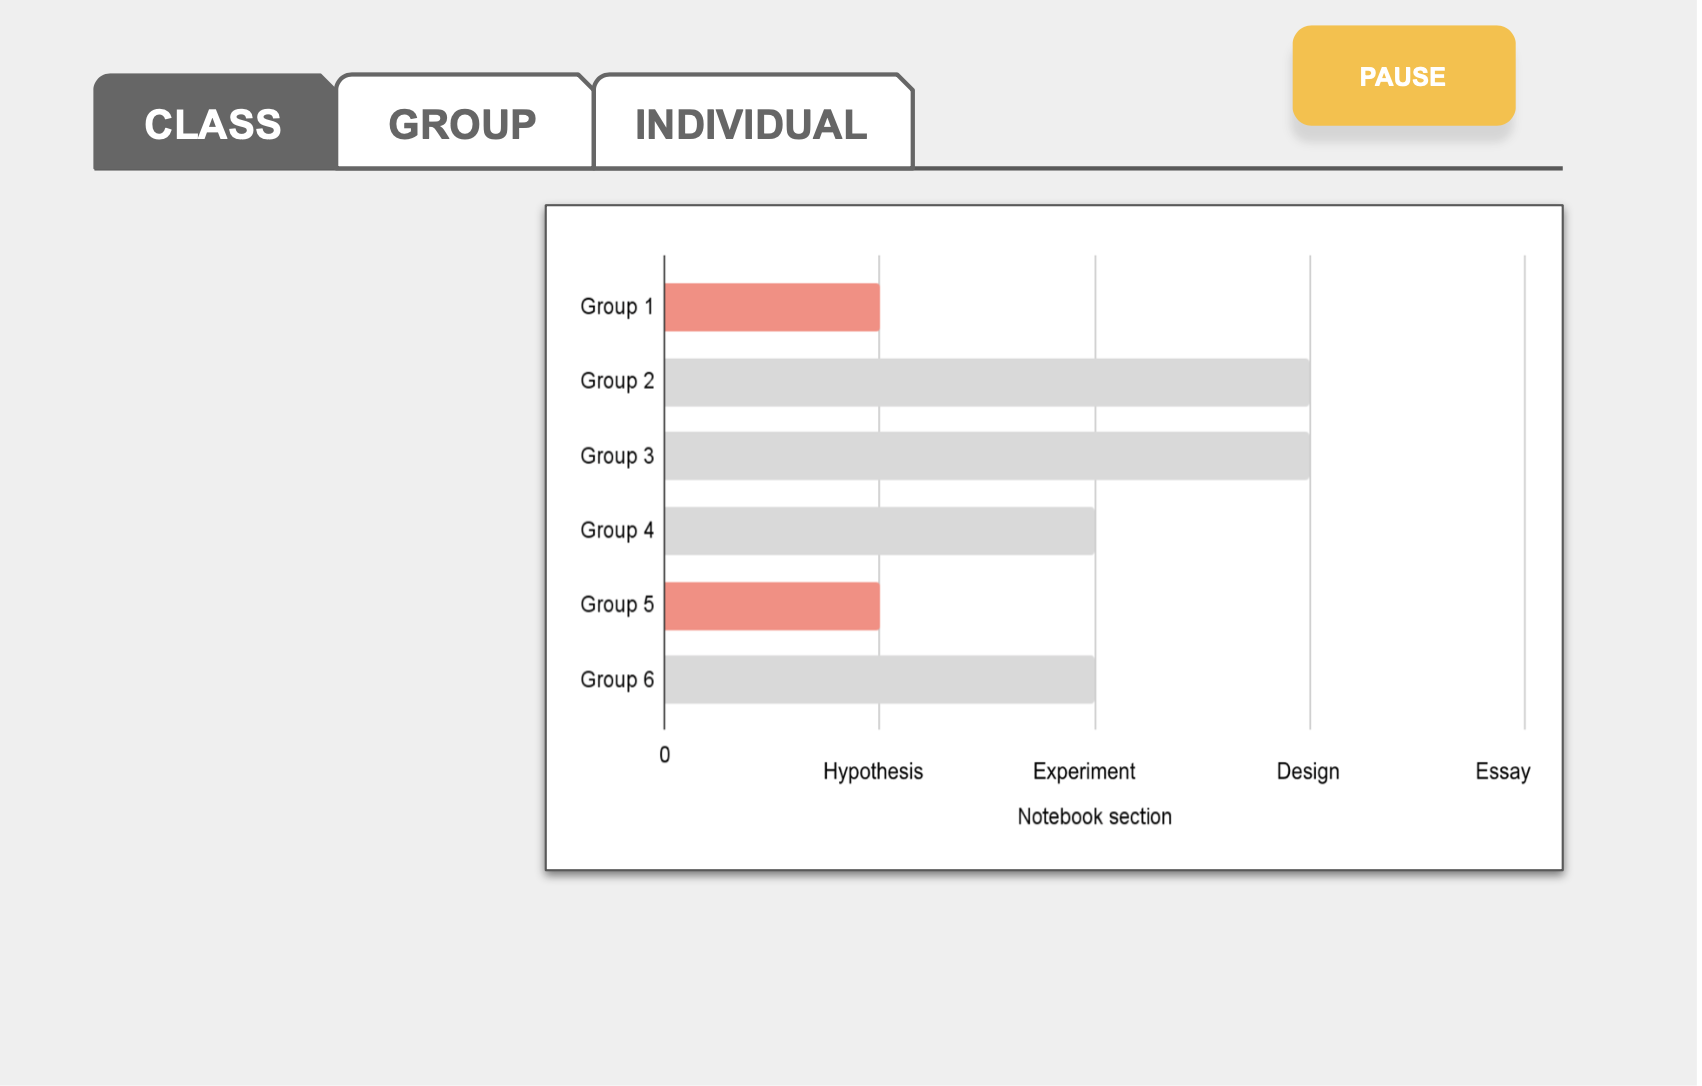 PAUSE
CLASS GROUP INDIVIDUAL
Group 1
Group 2
Group 3
Group 4
Group 5
Group 6
0
Hypothesis Experiment Design Essay
Notebook section